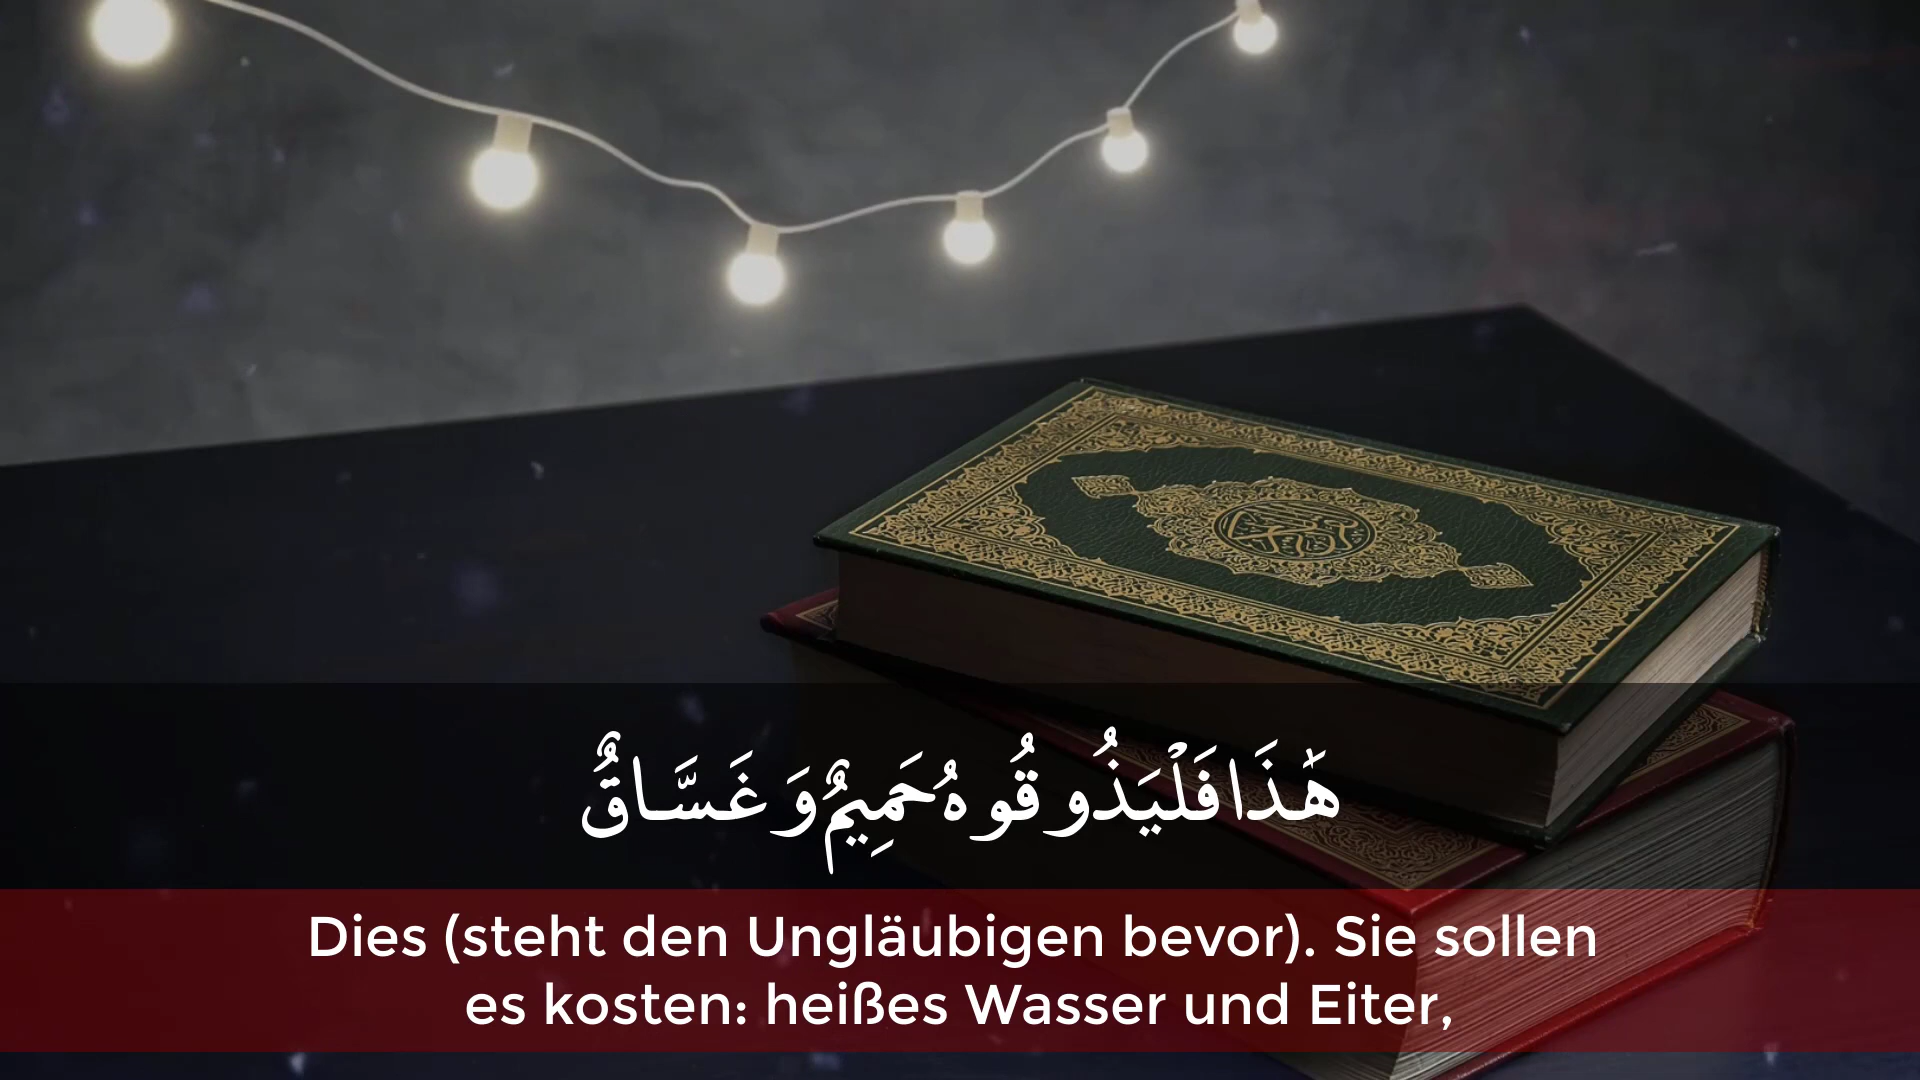 هَٰذَا فَلْيَذُوقُوهُ حَمِيمٌ وَغَسَّاقٌ
Dies (steht den Ungläubigen bevor). Sie sollen
es kosten: heißes Wasser und Eiter,